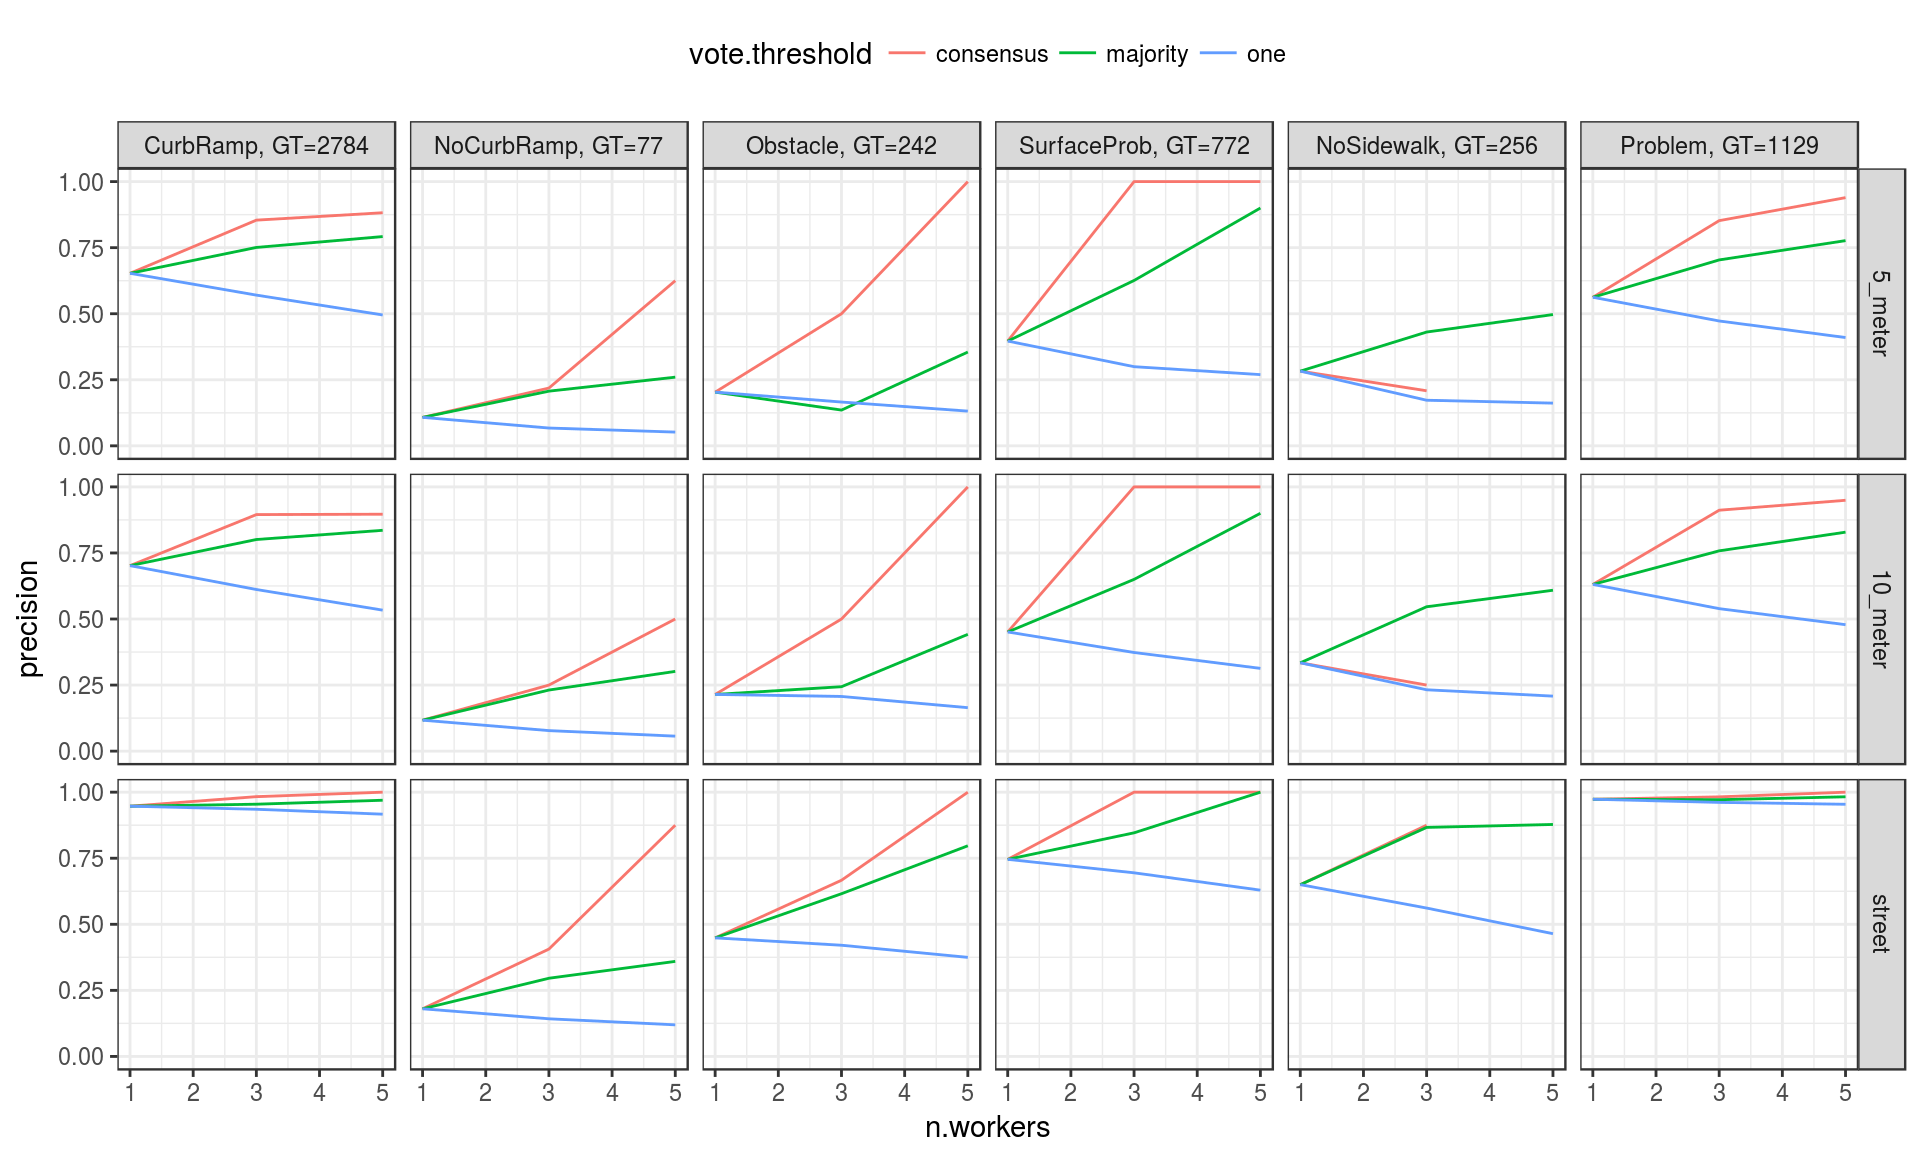 vote.threshold consensus majority one
CurbRamp, GT=2784 NoCurbRamp, GT=77 Obstacle, GT=242 SurfaceProb, GT=772 NoSidewalk, GT=256 Problem, GT=1129
1.00
0.75
0.50
0.25
0.00
5_meter
1.00
0.75
0.50
0.25
0.00
10_meter
1.00
0.75
0.50
0.25
0.00
street
precision
1 2 3 4 5 1 2 3 4 5 1 2 3 4 5 1 2 3 4 5 1 2 3 4 5 1 2 3 4 5
n.workers